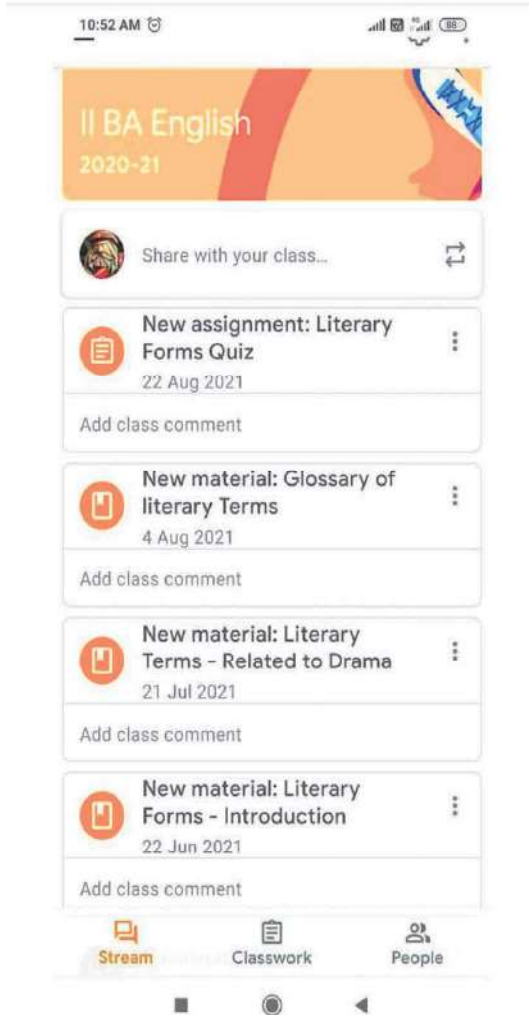 10:52 AM
4G
88
II BA English
2020-21
Share with your class...
New assignment: Literary
Forms Quiz
22 Aug 2021
Add class comment
New material: Glossary of
literary Terms
4 Aug 2021
Add class comment
New material: Literary
Terms - Related to Drama
21 Jul 2021
Add class comment
New material: Literary
Forms - Introduction
22 Jun 2021
Add class comment
Stream
Classwork
People